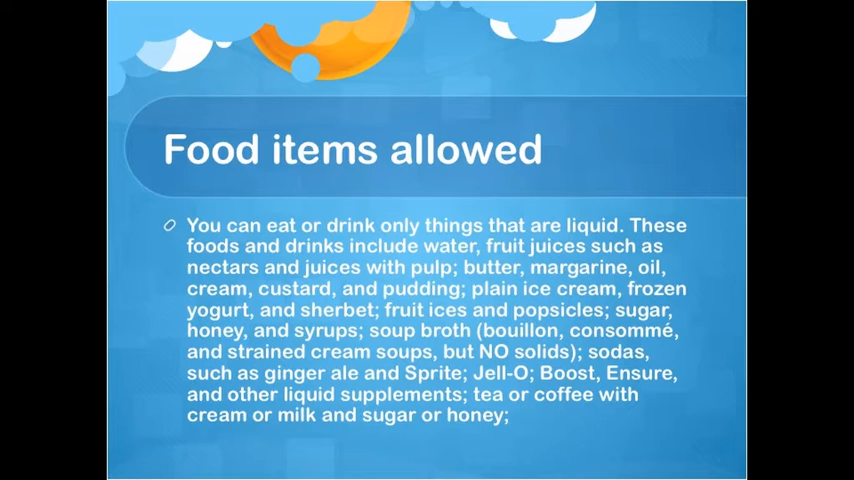 Food items allowed
You can eat or drink only things that are liquid. These
foods and drinks include water, fruit juices such as
nectars and juices with pulp; butter, margarine, oil,
cream, custard, and pudding; plain ice cream, frozen
yogurt, and sherbet; fruit ices and popsicles; sugar,
honey, and syrups; soup broth (bouillon, consommé,
and strained cream soups, but NO solids); sodas,
such as ginger ale and Sprite; Jell-O; Boost, Ensure,
and other liquid supplements; tea or coffee with
cream or milk and sugar or honey;